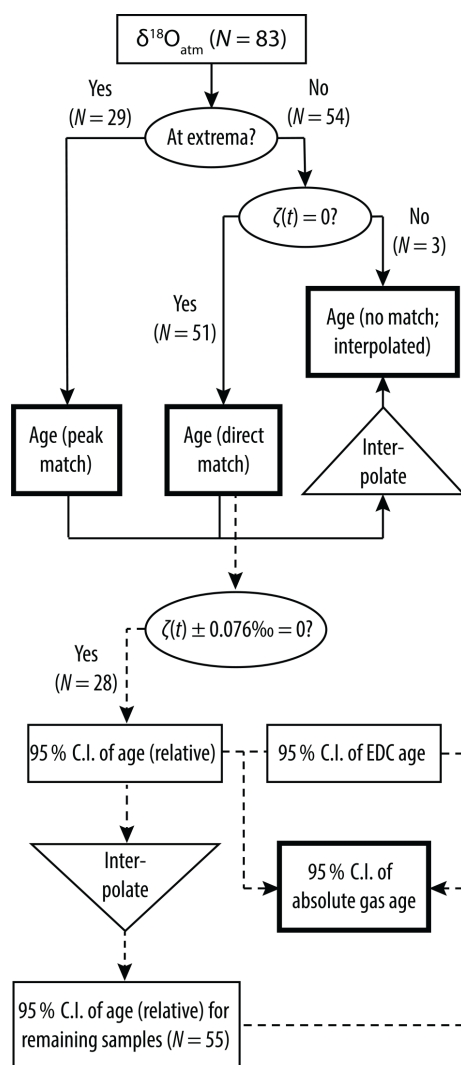 δ¹⁸Oₐₜₘ (N = 83)
Yes
(N = 29)
No
(N = 54)
At extrema?
ζ(t) = 0?
No
(N = 3)
Yes
(N = 51)
Age (no match;
interpolated)
Age (peak
match)
Age (direct
match)
Inter-
polate
ζ(t) ± 0.076‰ = 0?
Yes
(N = 28)
95 % C.I. of age (relative)
95 % C.I. of EDC age
Inter-
polate
95 % C.I. of
absolute gas age
95 % C.I. of age (relative) for
remaining samples (N = 55)